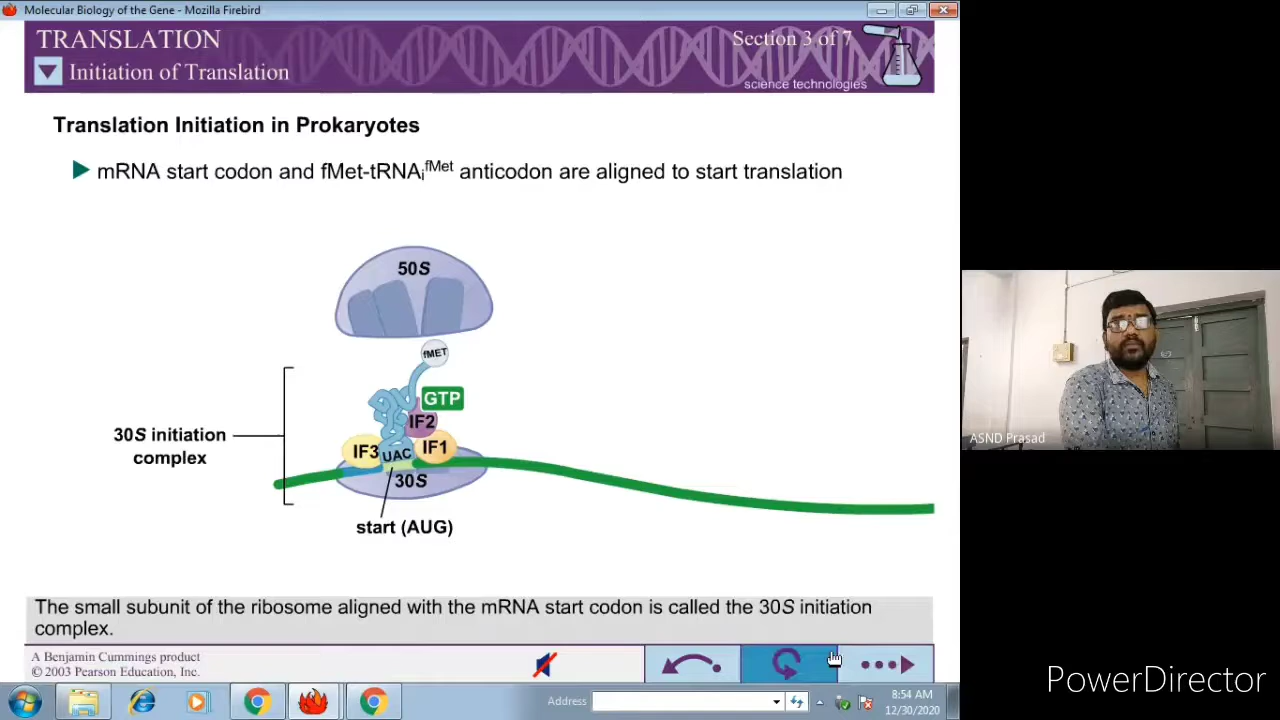 Molecular Biology of the Gene - Mozilla Firebird
TRANSLATION
Section 3 of 7
Initiation of Translation
science technologies
Translation Initiation in Prokaryotes
mRNA start codon and fMet-tRNAᵢfMet anticodon are aligned to start translation
50S
fMET
GTP
IF2
IF3
UAC
IF1
30S initiation
complex
30S
start (AUG)
The small subunit of the ribosome aligned with the mRNA start codon is called the 30S initiation
complex.
A Benjamin Cummings product
© 2003 Pearson Education, Inc.
Address
8:54 AM
12/30/2020
ASND Prasad
PowerDirector